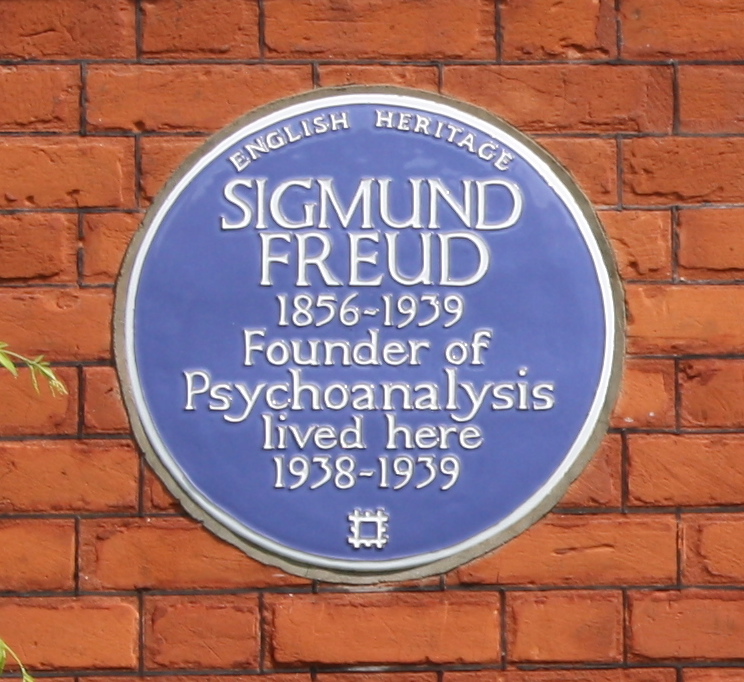 ENGLISH HERITAGE
SIGMUND
FREUD
1856-1939
Founder of
Psychoanalysis
lived here
1938-1939